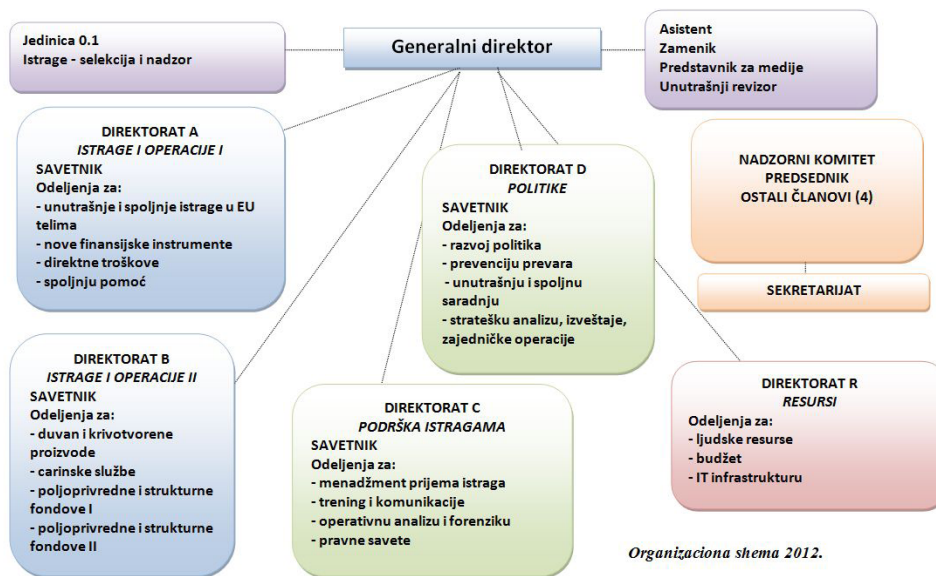 Jedinica 0.1
Istrage - selekcija i nadzor
Generalni direktor
Asistent
Zamenik
Predstavnik za medije
Unutrašnji revizor
DIREKTORAT A
ISTRAGE I OPERACIJE I
SAVETNIK
Odeljenja za:
- unutrašnje i spoljnje istrage u EU
telima
- nove finansijske instrumente
- direktne troškove
- spoljnju pomoć
DIREKTORAT D
POLITIKE
SAVETNIK
Odeljenja za:
- razvoj politika
- prevenciju prevara
- unutrašnju i spoljnu
saradnju
- stratešku analizu, izveštaje,
zajedničke operacije
NADZORNI KOMITET
PREDSEDNIK
OSTALI ČLANOVI (4)
SEKRETARIJAT
DIREKTORAT B
ISTRAGE I OPERACIJE II
SAVETNIK
Odeljenja za:
- duvan i krivotvorene
proizvode
- carinske službe
- poljoprivredne i strukturne
fondove I
- poljoprivredne i strukturne
fondove II
DIREKTORAT C
PODRŠKA ISTRAGAMA
SAVETNIK
Odeljenja za:
- menadžment prijema istraga
- trening i komunikacije
- operativnu analizu i forenziku
- pravne savete
DIREKTORAT R
RESURSI
Odeljenja za:
- ljudske resurse
- budžet
- IT infrastrukturu
Organizaciona shema 2012.